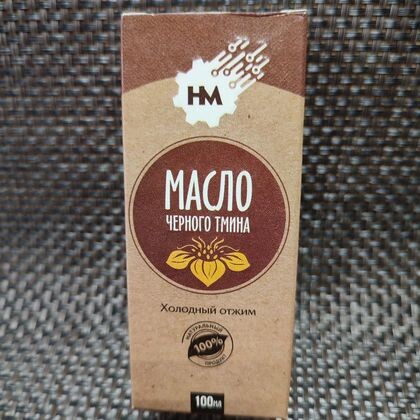 НМ
МАСЛО
ЧЕРНОГО ТМИНА
Холодный отжим
НАТУРАЛЬНЫЙ
100%
ПРОДУКТ
100мл